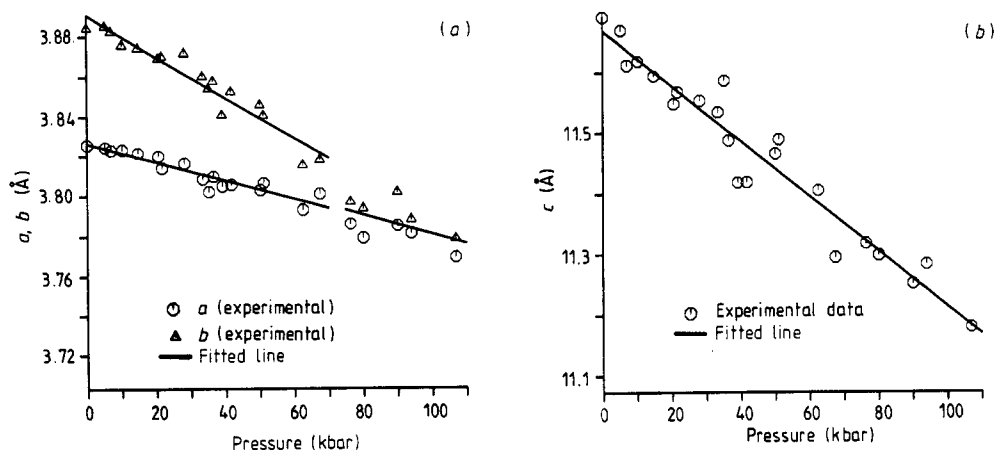 (a)
3.88
3.84
3.80
3.76
3.72
a, b (Å)
a (experimental)
b (experimental)
Fitted line
0 20 40 60 80 100
Pressure (kbar)
(b)
11.5
11.3
11.1
c (Å)
Experimental data
Fitted line
0 20 40 60 80 100
Pressure (kbar)